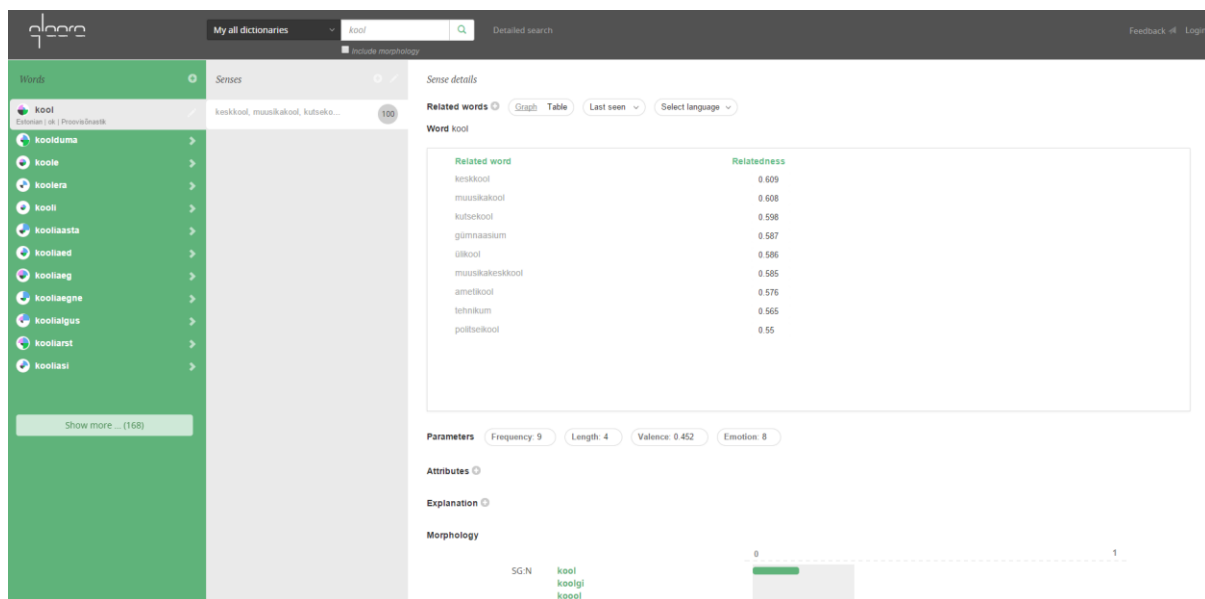 My all dictionaries
kool
Detailed search
Feedback
Login
Include morphology
Words
Senses
Sense details
kool
Estonian | ok |
keskkool, muusikakool, kutseko...
100
Related words
Graph
Table
Last seen
Select language
Word kool
koolduma
koole
koolera
kooli
kooliaasta
kooliaed
kooliaeg
kooliaegne
koolialgus
kooliarst
kooliasi
Show more ... (168)
Related word Relatedness
keskkool 0.609
muusikakool 0.608
kutsekool 0.598
gümnaasium 0.587
ülikool 0.586
muusikakeskkool 0.585
ametikool 0.576
tehnikum 0.565
politseikool 0.55
Parameters
Frequency: 9
Length: 4
Valence: 0.452
Emotion: 8
Attributes
Explanation
Morphology
0 1
SG:N kool
koolgi
koool